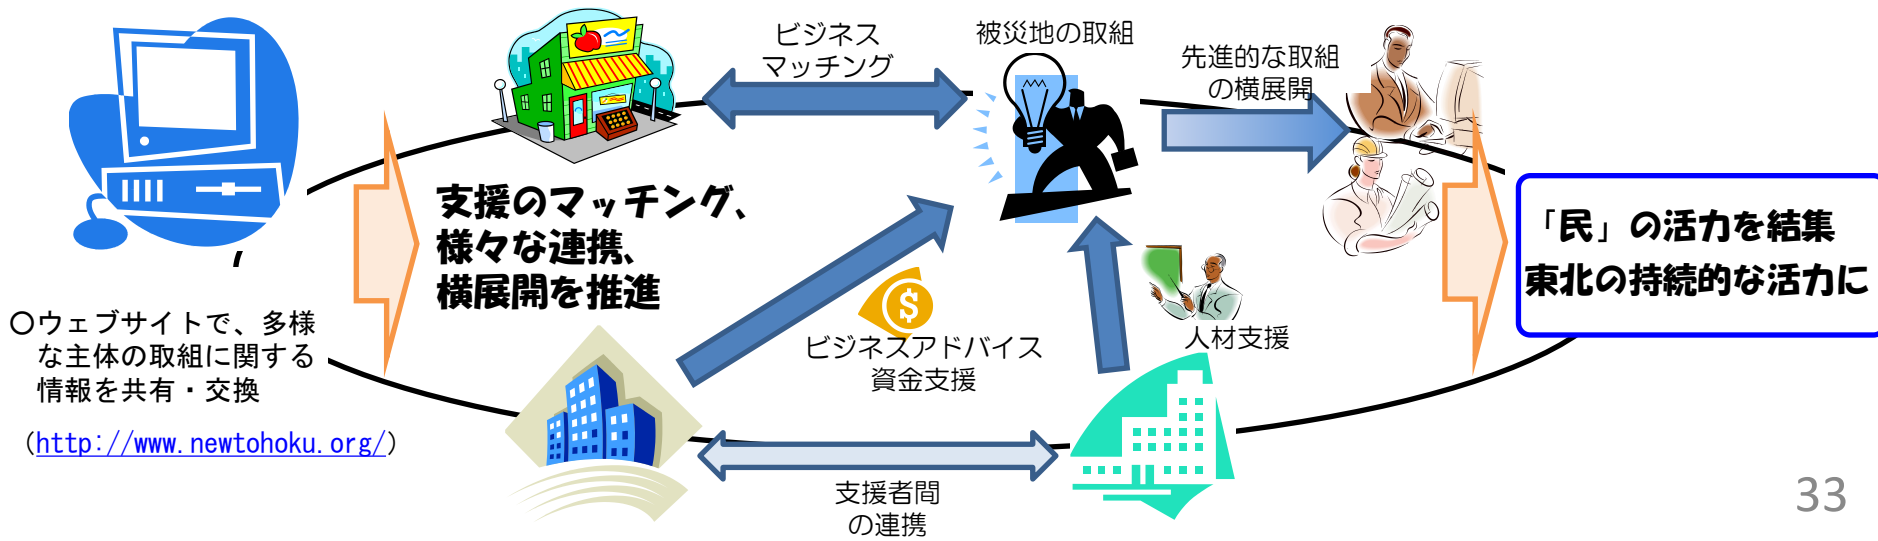 ビジネス
マッチング
被災地の取組
先進的な取組
の横展開
支援のマッチング、
様々な連携、
横展開を推進
「民」の活力を結集
東北の持続的な活力に
〇ウェブサイトで、多様
な主体の取組に関する
情報を共有・交換
(http://www.newtohoku.org/)
$
ビジネスアドバイス
資金支援
人材支援
支援者間
の連携
33